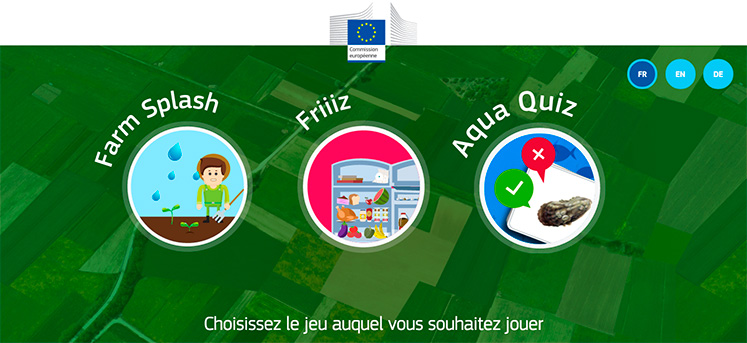 Commission
européenne
FR
EN
DE
Farm Splash
Friiiz
Aqua Quiz
Choisissez le jeu auquel vous souhaitez jouer